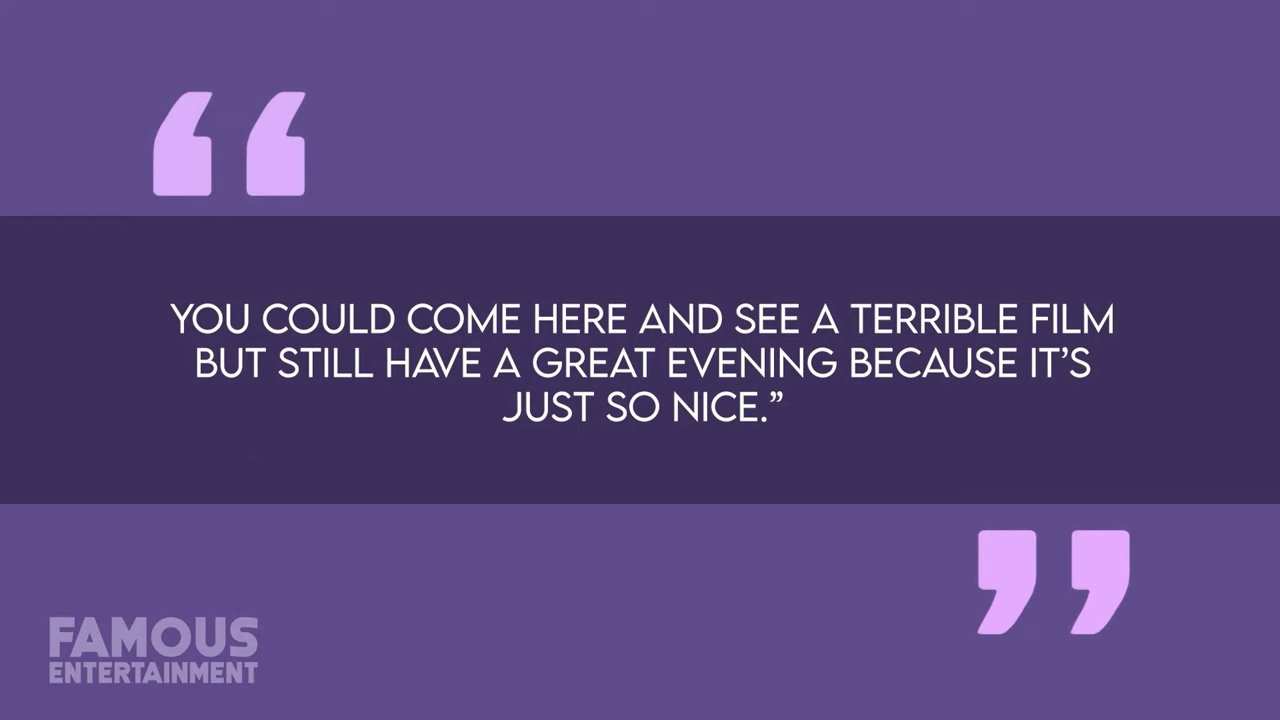 YOU COULD COME HERE AND SEE A TERRIBLE FILM
BUT STILL HAVE A GREAT EVENING BECAUSE IT’S
JUST SO NICE.”
FAMOUS
ENTERTAINMENT